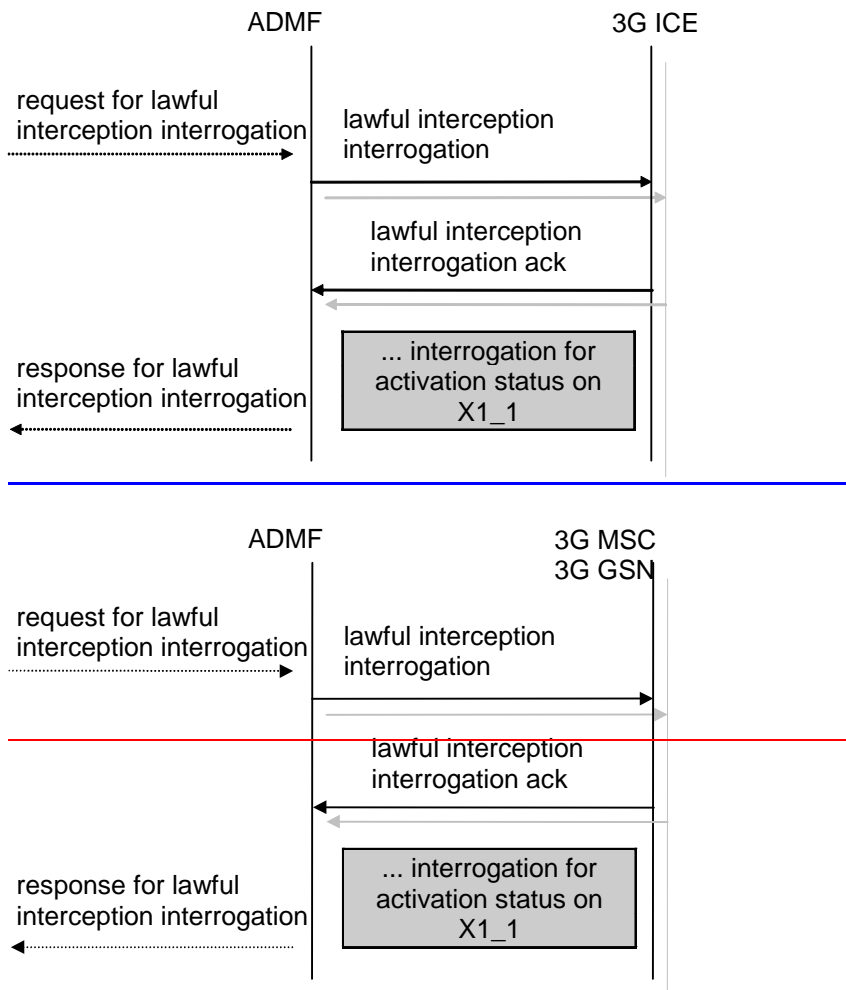 ADMF 3G ICE
request for lawful
interception interrogation
lawful interception
interrogation
lawful interception
interrogation ack
... interrogation for
activation status on
X1_1
response for lawful
interception interrogation
ADMF 3G MSC
3G GSN
request for lawful
interception interrogation
lawful interception
interrogation
lawful interception
interrogation ack
... interrogation for
activation status on
X1_1
response for lawful
interception interrogation